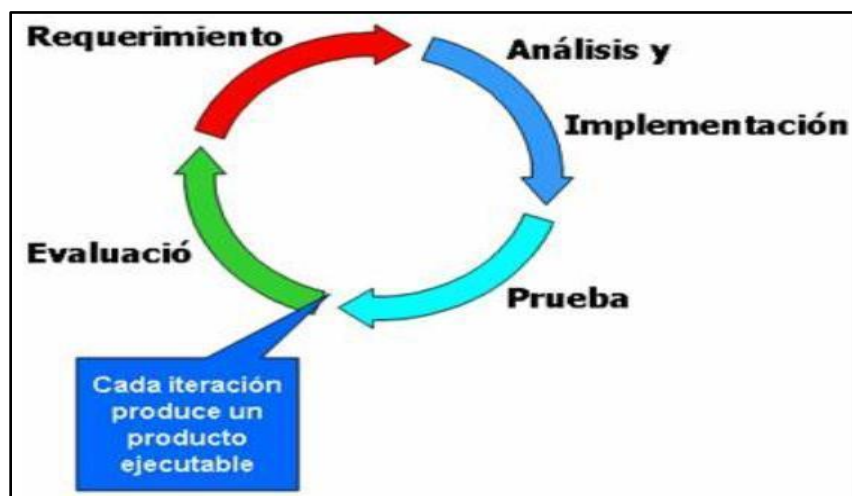 Requerimiento
Análisis y
Implementación
Evaluació
Prueba
Cada iteración
produce un
producto
ejecutable